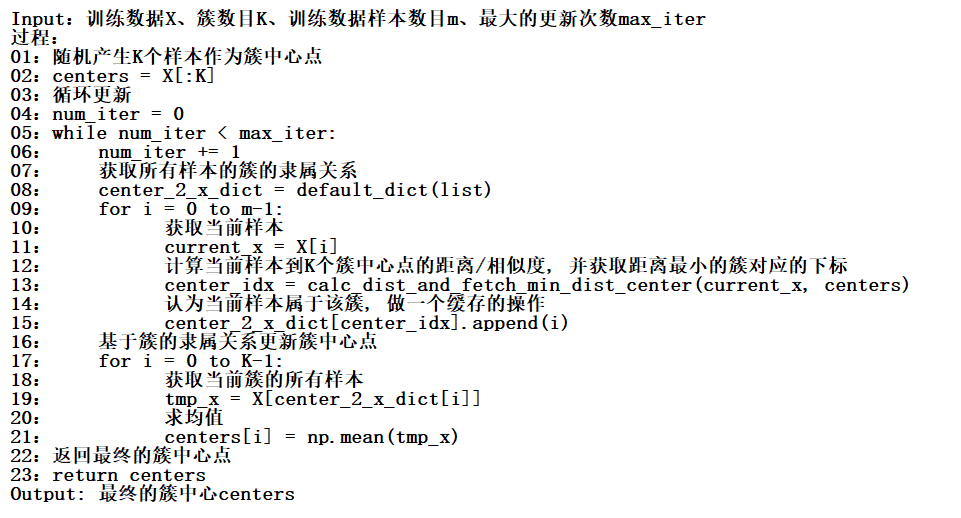 Input: 训练数据X、簇数目K、训练数据样本数目m、最大的更新次数max_iter
过程:
01: 随机产生K个样本作为簇中心点
02: centers = X[:K]
03: 循环更新
04: num_iter = 0
05: while num_iter < max_iter:
06:     num_iter += 1
07:     获取所有样本的簇的隶属关系
08:     center_2_x_dict = default_dict(list)
09:     for i = 0 to m-1:
10:         获取当前样本
11:         current_x = X[i]
12:         计算当前样本到K个簇中心点的距离/相似度, 并获取距离最小的簇对应的下标
13:         center_idx = calc_dist_and_fetch_min_dist_center(current_x, centers)
14:         认为当前样本属于该簇, 做一个缓存的操作
15:         center_2_x_dict[center_idx].append(i)
16:     基于簇的隶属关系更新簇中心点
17:     for i = 0 to K-1:
18:         获取当前簇的所有样本
19:         tmp_x = X[center_2_x_dict[i]]
20:         求均值
21:         centers[i] = np.mean(tmp_x)
22: 返回最终的簇中心点
23: return centers
Output: 最终的簇中心centers